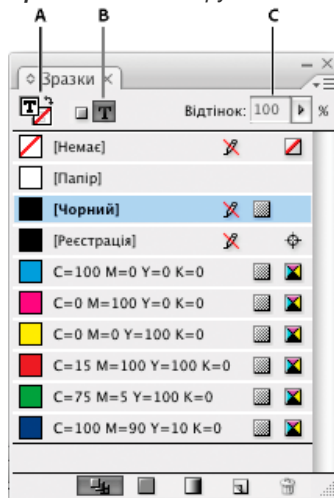 A B C
Зразки
T T Відтінок: 100 %
[Немає]
[Папір]
[Чорний]
[Реєстрація]
C=100 M=0 Y=0 K=0
C=0 M=100 Y=0 K=0
C=0 M=0 Y=100 K=0
C=15 M=100 Y=100 K=0
C=75 M=5 Y=100 K=0
C=100 M=90 Y=10 K=0